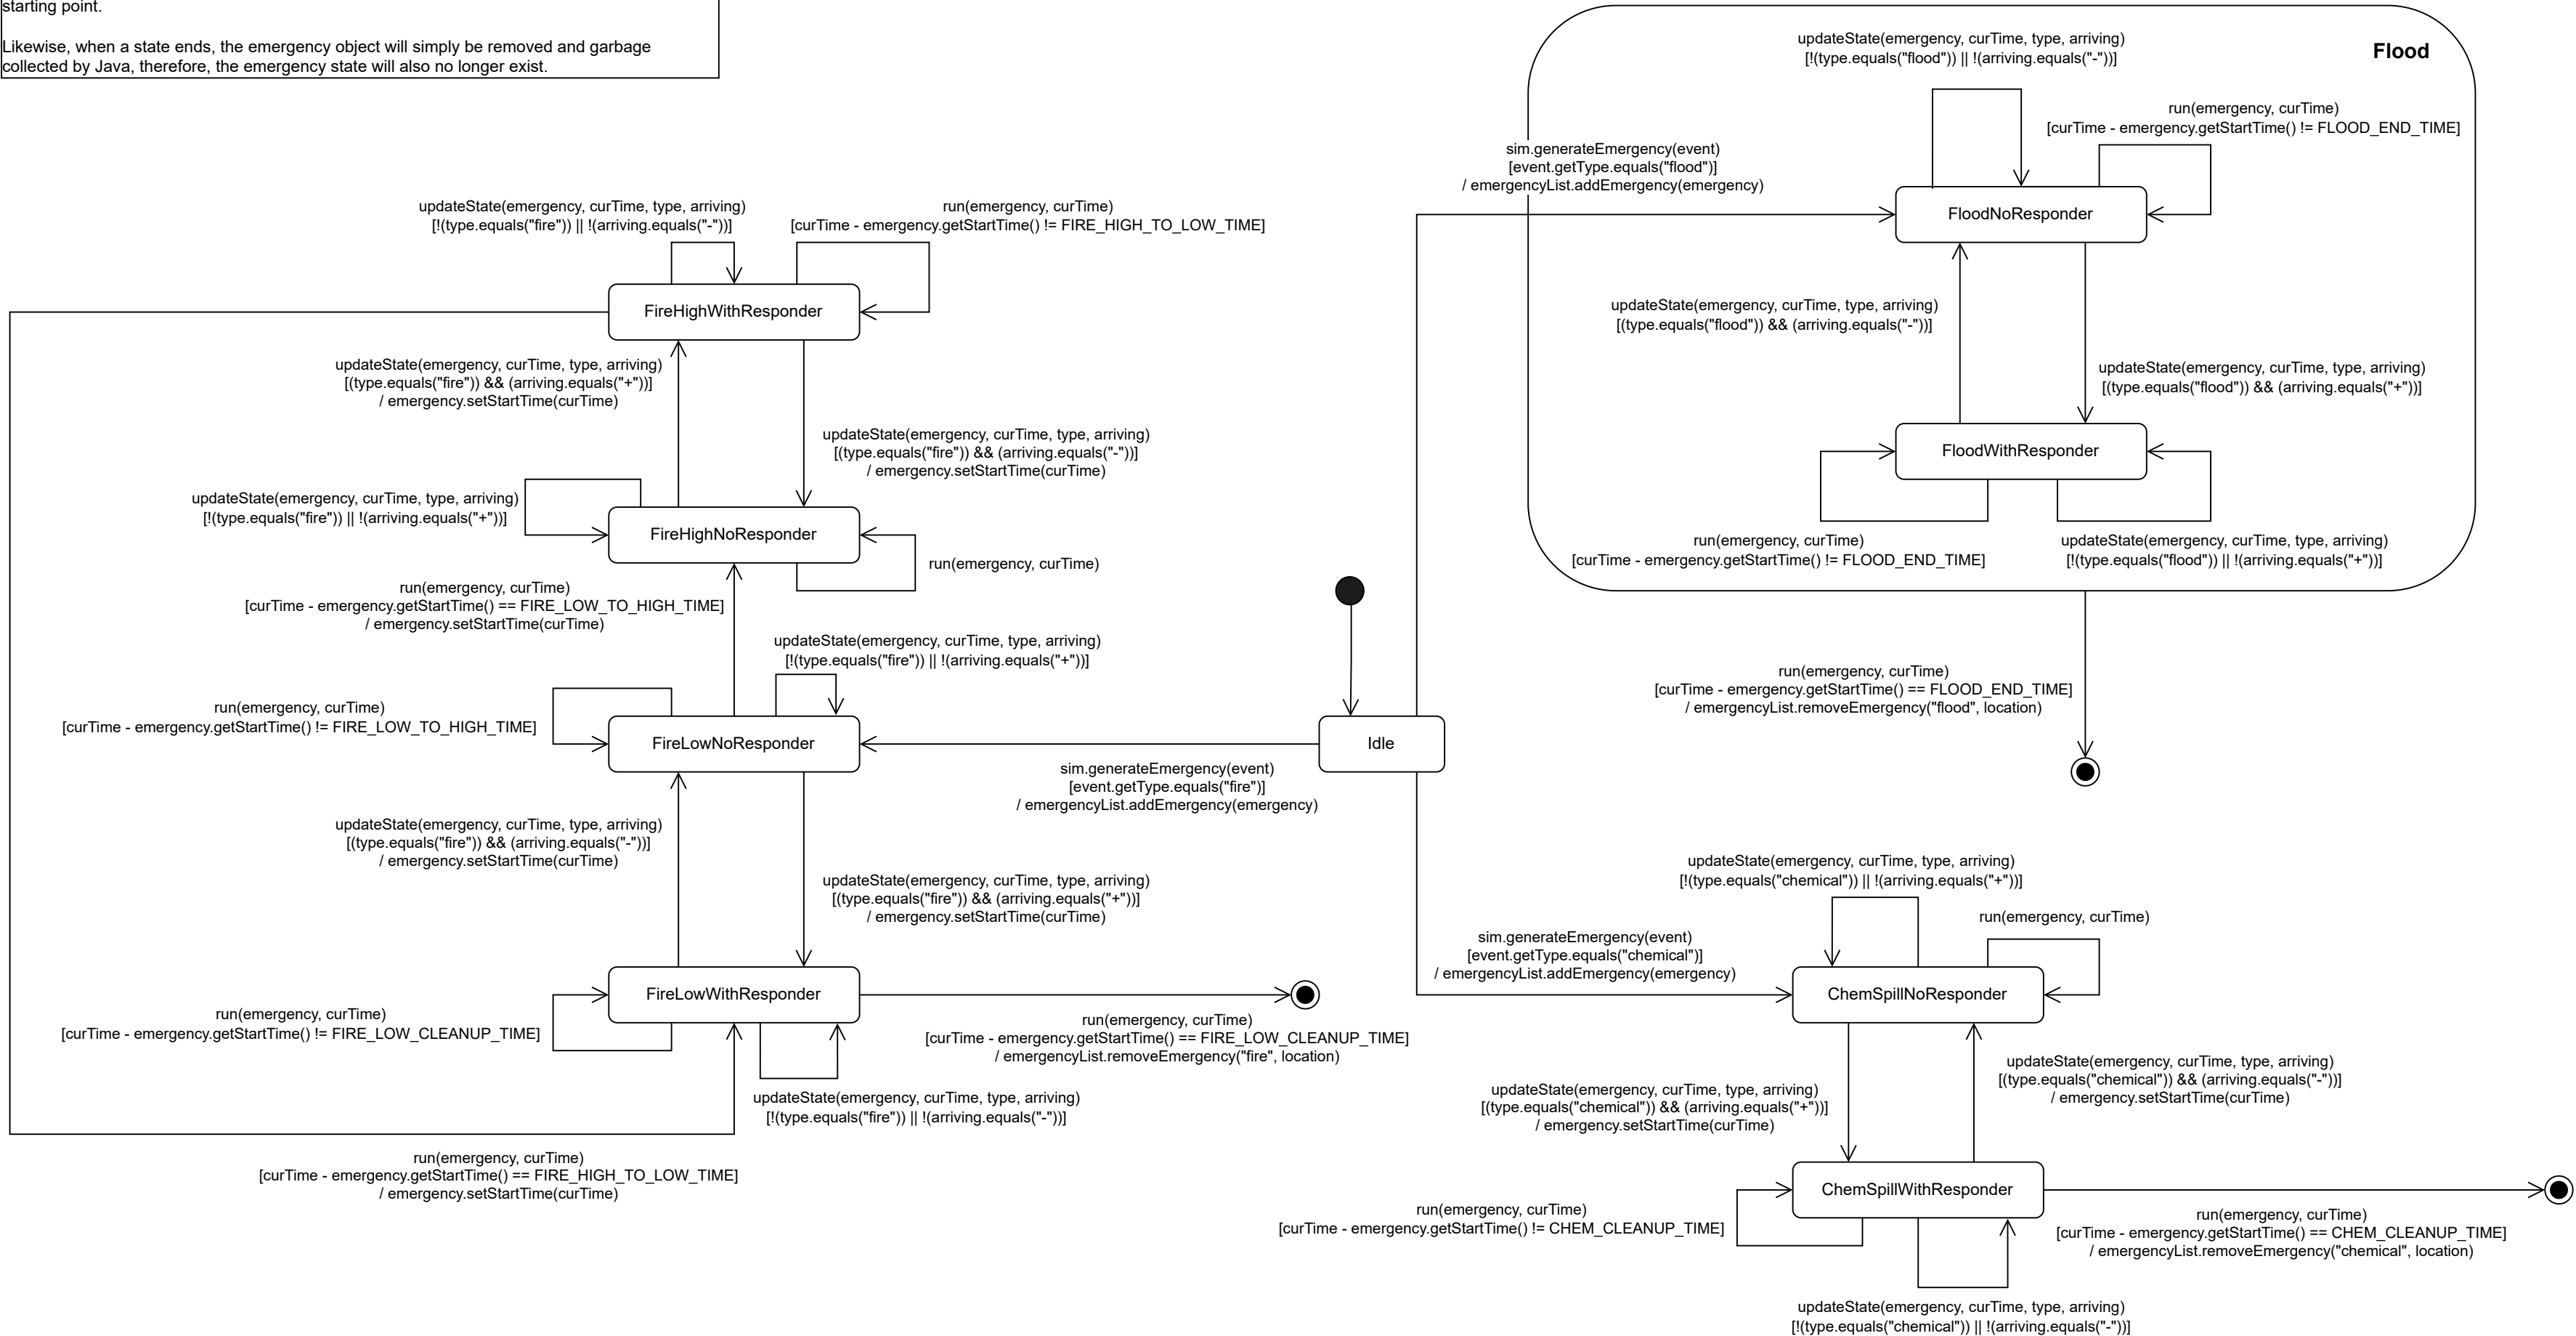 starting point.
Likewise, when a state ends, the emergency object will simply be removed and garbage
collected by Java, therefore, the emergency state will also no longer exist.
updateState(emergency, curTime, type, arriving)
[!(type.equals("flood")) || !(arriving.equals("-"))]
Flood
run(emergency, curTime)
[curTime - emergency.getStartTime() != FLOOD_END_TIME]
sim.generateEmergency(event)
[event.getType.equals("flood")]
/ emergencyList.addEmergency(emergency)
FloodNoResponder
updateState(emergency, curTime, type, arriving)
[(type.equals("flood")) && (arriving.equals("-"))]
updateState(emergency, curTime, type, arriving)
[(type.equals("flood")) && (arriving.equals("+"))]
FloodWithResponder
run(emergency, curTime)
[curTime - emergency.getStartTime() != FLOOD_END_TIME]
updateState(emergency, curTime, type, arriving)
[!(type.equals("flood")) || !(arriving.equals("+"))]
run(emergency, curTime)
[curTime - emergency.getStartTime() == FLOOD_END_TIME]
/ emergencyList.removeEmergency("flood", location)
updateState(emergency, curTime, type, arriving)
[!(type.equals("fire")) || !(arriving.equals("-"))]
run(emergency, curTime)
[curTime - emergency.getStartTime() != FIRE_HIGH_TO_LOW_TIME]
FireHighWithResponder
updateState(emergency, curTime, type, arriving)
[(type.equals("fire")) && (arriving.equals("+"))]
/ emergency.setStartTime(curTime)
updateState(emergency, curTime, type, arriving)
[(type.equals("fire")) && (arriving.equals("-"))]
/ emergency.setStartTime(curTime)
updateState(emergency, curTime, type, arriving)
[!(type.equals("fire")) || !(arriving.equals("+"))]
FireHighNoResponder
run(emergency, curTime)
run(emergency, curTime)
[curTime - emergency.getStartTime() == FIRE_LOW_TO_HIGH_TIME]
/ emergency.setStartTime(curTime)
updateState(emergency, curTime, type, arriving)
[!(type.equals("fire")) || !(arriving.equals("+"))]
run(emergency, curTime)
[curTime - emergency.getStartTime() != FIRE_LOW_TO_HIGH_TIME]
FireLowNoResponder
Idle
sim.generateEmergency(event)
[event.getType.equals("fire")]
/ emergencyList.addEmergency(emergency)
updateState(emergency, curTime, type, arriving)
[(type.equals("fire")) && (arriving.equals("-"))]
/ emergency.setStartTime(curTime)
updateState(emergency, curTime, type, arriving)
[(type.equals("fire")) && (arriving.equals("+"))]
/ emergency.setStartTime(curTime)
FireLowWithResponder
run(emergency, curTime)
[curTime - emergency.getStartTime() != FIRE_LOW_CLEANUP_TIME]
run(emergency, curTime)
[curTime - emergency.getStartTime() == FIRE_LOW_CLEANUP_TIME]
/ emergencyList.removeEmergency("fire", location)
updateState(emergency, curTime, type, arriving)
[!(type.equals("fire")) || !(arriving.equals("-"))]
run(emergency, curTime)
[curTime - emergency.getStartTime() == FIRE_HIGH_TO_LOW_TIME]
/ emergency.setStartTime(curTime)
updateState(emergency, curTime, type, arriving)
[!(type.equals("chemical")) || !(arriving.equals("+"))]
run(emergency, curTime)
sim.generateEmergency(event)
[event.getType.equals("chemical")]
/ emergencyList.addEmergency(emergency)
ChemSpillNoResponder
updateState(emergency, curTime, type, arriving)
[(type.equals("chemical")) && (arriving.equals("+"))]
/ emergency.setStartTime(curTime)
updateState(emergency, curTime, type, arriving)
[(type.equals("chemical")) && (arriving.equals("-"))]
/ emergency.setStartTime(curTime)
ChemSpillWithResponder
run(emergency, curTime)
[curTime - emergency.getStartTime() != CHEM_CLEANUP_TIME]
run(emergency, curTime)
[curTime - emergency.getStartTime() == CHEM_CLEANUP_TIME]
/ emergencyList.removeEmergency("chemical", location)
updateState(emergency, curTime, type, arriving)
[!(type.equals("chemical")) || !(arriving.equals("-"))]